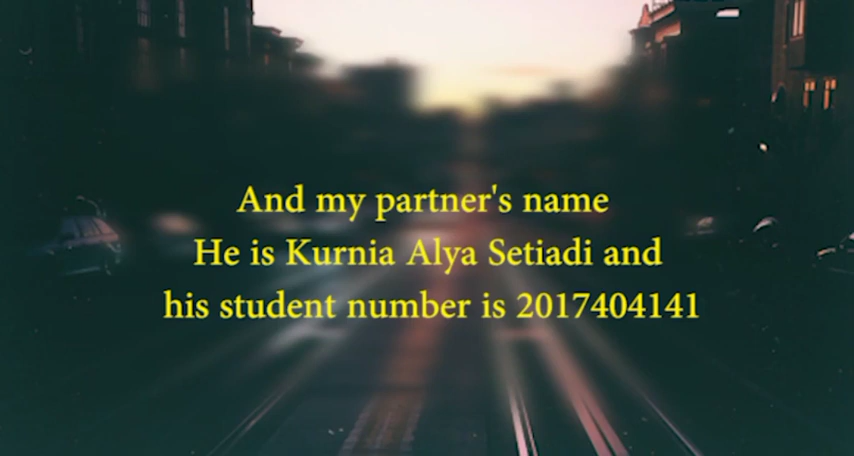 And my partner's name
He is Kurnia Alya Setiadi and
his student number is 2017404141